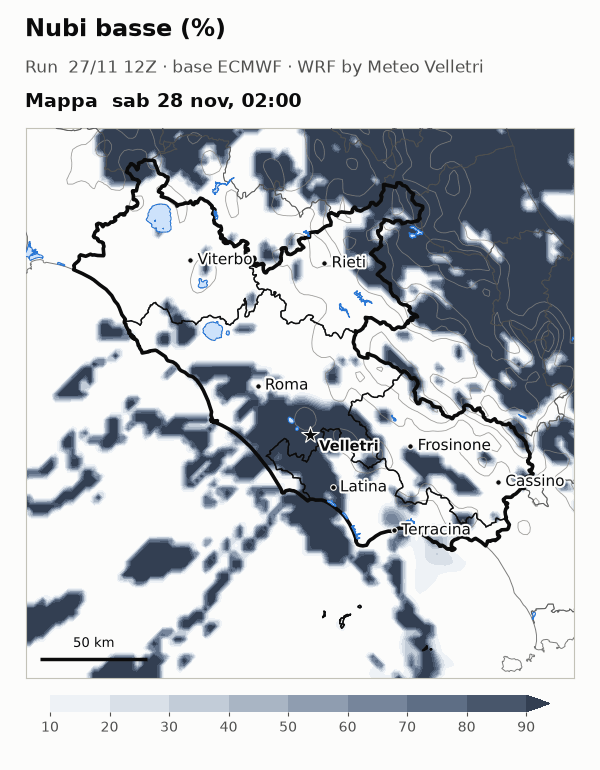 Nubi basse (%)
Run  27/11 12Z · base ECMWF · WRF by Meteo Velletri
Mappa  sab 28 nov, 02:00
Viterbo
Rieti
Roma
Velletri
Frosinone
Cassino
Latina
Terracina
50 km
10 20 30 40 50 60 70 80 90